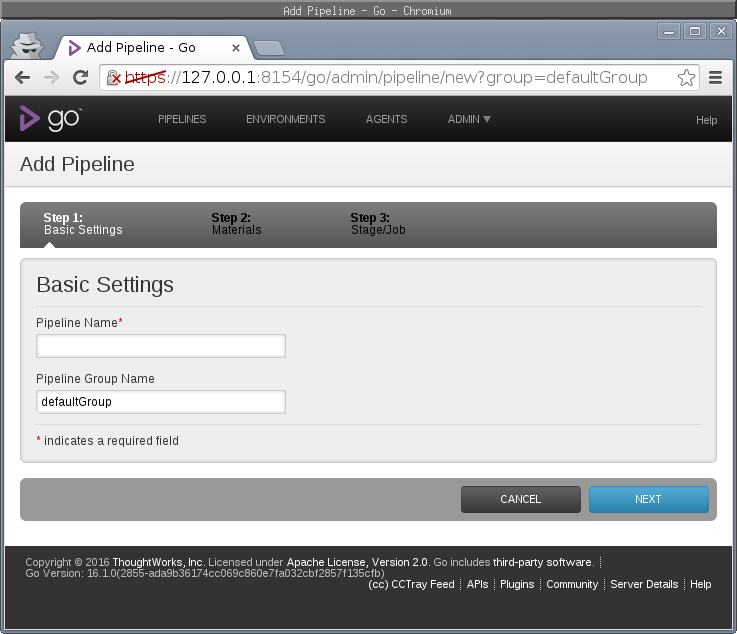 Add Pipeline - Go - Chromium
Add Pipeline - Go
https://127.0.0.1:8154/go/admin/pipeline/new?group=defaultGroup
go™ PIPELINES ENVIRONMENTS AGENTS ADMIN Help
Add Pipeline
Step 1: Step 2: Step 3:
Basic Settings Materials Stage/Job
Basic Settings
Pipeline Name*
Pipeline Group Name
defaultGroup
* indicates a required field
CANCEL NEXT
Copyright © 2016 ThoughtWorks, Inc. Licensed under Apache License, Version 2.0. Go includes third-party software.
Go Version: 16.1.0(2855-ada9b36174cc069c860e7fa032cbf2857f135cfb)
(cc) CCTray Feed APIs Plugins Community Server Details Help